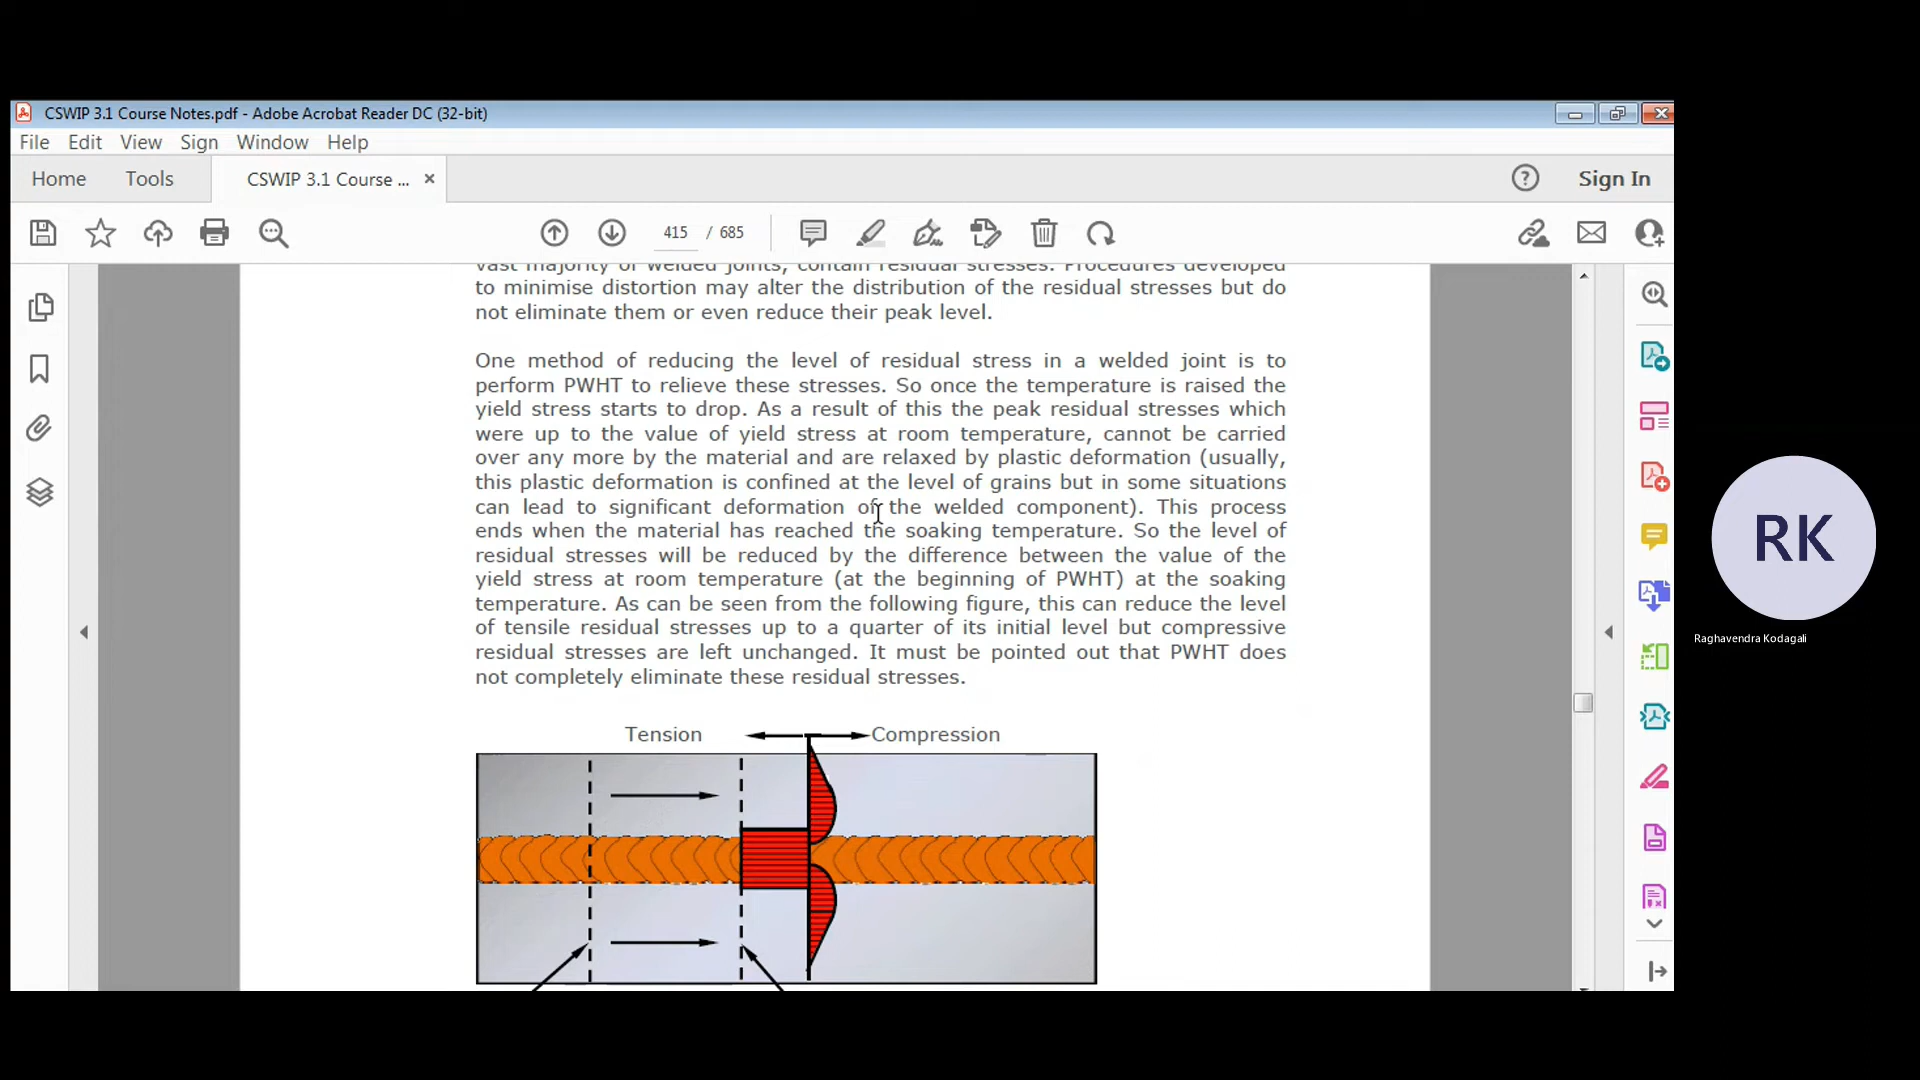 CSWIP 3.1 Course Notes.pdf - Adobe Acrobat Reader DC (32-bit)
File Edit View Sign Window Help
Home Tools CSWIP 3.1 Course ... × Sign In
415 / 685
vast majority of welded joints, contain residual stresses. Procedures developed
to minimise distortion may alter the distribution of the residual stresses but do
not eliminate them or even reduce their peak level.
One method of reducing the level of residual stress in a welded joint is to
perform PWHT to relieve these stresses. So once the temperature is raised the
yield stress starts to drop. As a result of this the peak residual stresses which
were up to the value of yield stress at room temperature, cannot be carried
over any more by the material and are relaxed by plastic deformation (usually,
this plastic deformation is confined at the level of grains but in some situations
can lead to significant deformation of the welded component). This process
ends when the material has reached the soaking temperature. So the level of
residual stresses will be reduced by the difference between the value of the
yield stress at room temperature (at the beginning of PWHT) at the soaking
temperature. As can be seen from the following figure, this can reduce the level
of tensile residual stresses up to a quarter of its initial level but compressive
residual stresses are left unchanged. It must be pointed out that PWHT does
not completely eliminate these residual stresses.
Tension Compression
RK
Raghavendra Kodagali